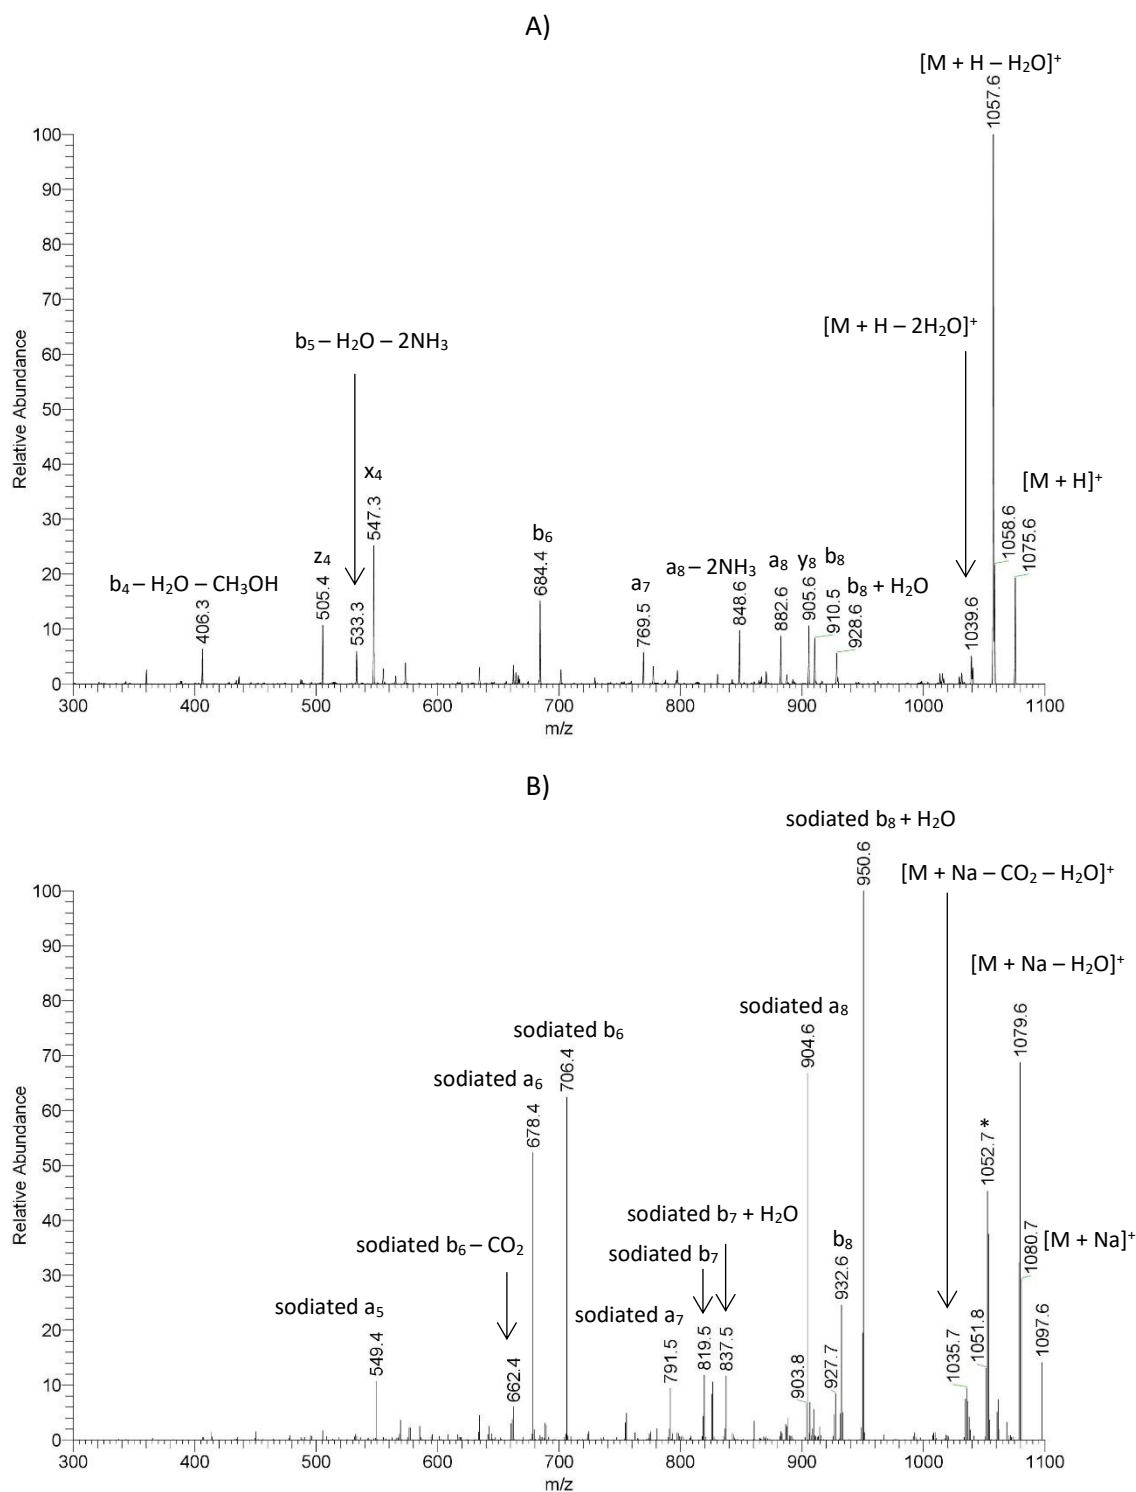 A)
[M + H – H₂O]⁺
1057.6
[M + H – 2H₂O]⁺
b₅ – H₂O – 2NH₃
x₄
547.3
[M + H]⁺
1058.6
1075.6
z₄
505.4
533.3
b₆
684.4
b₄ – H₂O – CH₃OH
406.3
a₇
769.5
a₈ – 2NH₃
848.6
a₈
882.6
y₈
905.6
b₈
910.5
b₈ + H₂O
928.6
1039.6
Relative Abundance
100
90
80
70
60
50
40
30
20
10
0
300
400
500
600
700
800
900
1000
1100
m/z
B)
sodiated b₈ + H₂O
950.6
[M + Na – CO₂ – H₂O]⁺
[M + Na – H₂O]⁺
1079.6
sodiated a₈
904.6
sodiated b₆
706.4
sodiated a₆
678.4
1052.7 *
sodiated b₇ + H₂O
sodiated b₆ – CO₂
sodiated b₇
b₈
932.6
1080.7
[M + Na]⁺
sodiated a₅
549.4
sodiated a₇
662.4
791.5
819.5
837.5
903.8
927.7
1035.7
1051.8
1097.6
Relative Abundance
100
90
80
70
60
50
40
30
20
10
0
300
400
500
600
700
800
900
1000
1100
m/z